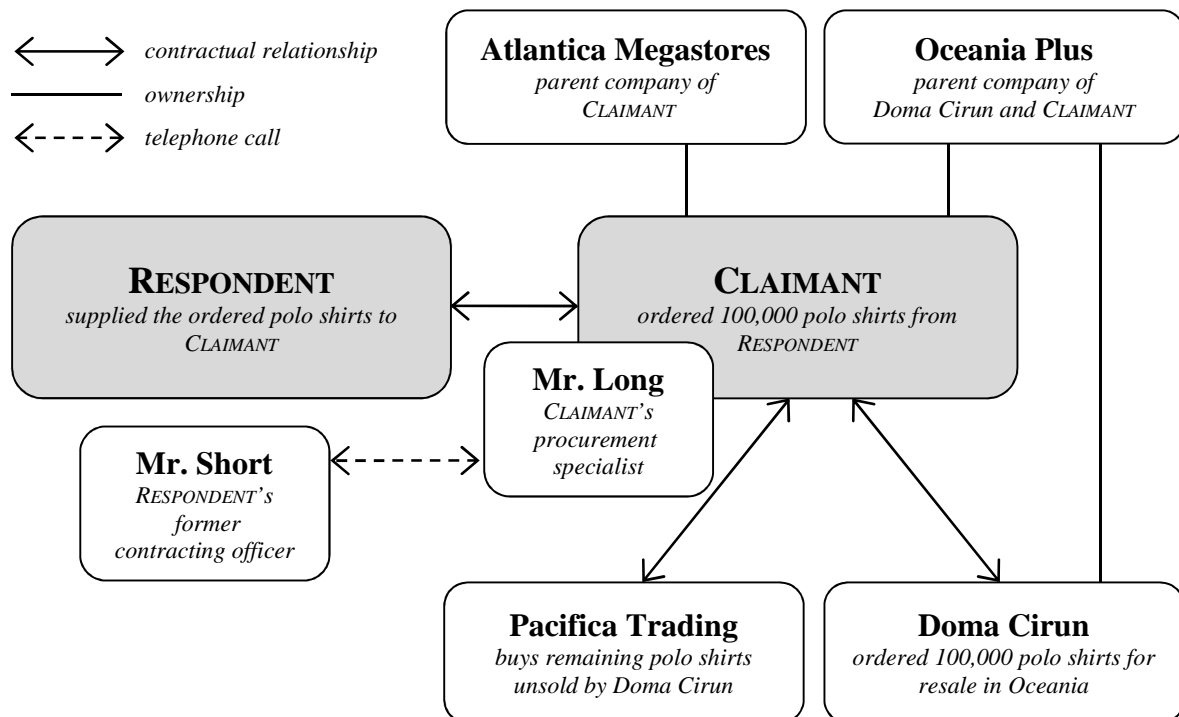 contractual relationship
ownership
telephone call
Atlantica Megastores
parent company of
CLAIMANT
Oceania Plus
parent company of
Doma Cirun and CLAIMANT
RESPONDENT
supplied the ordered polo shirts to
CLAIMANT
CLAIMANT
ordered 100,000 polo shirts from
RESPONDENT
Mr. Long
CLAIMANT's
procurement
specialist
Mr. Short
RESPONDENT's
former
contracting officer
Pacifica Trading
buys remaining polo shirts
unsold by Doma Cirun
Doma Cirun
ordered 100,000 polo shirts for
resale in Oceania